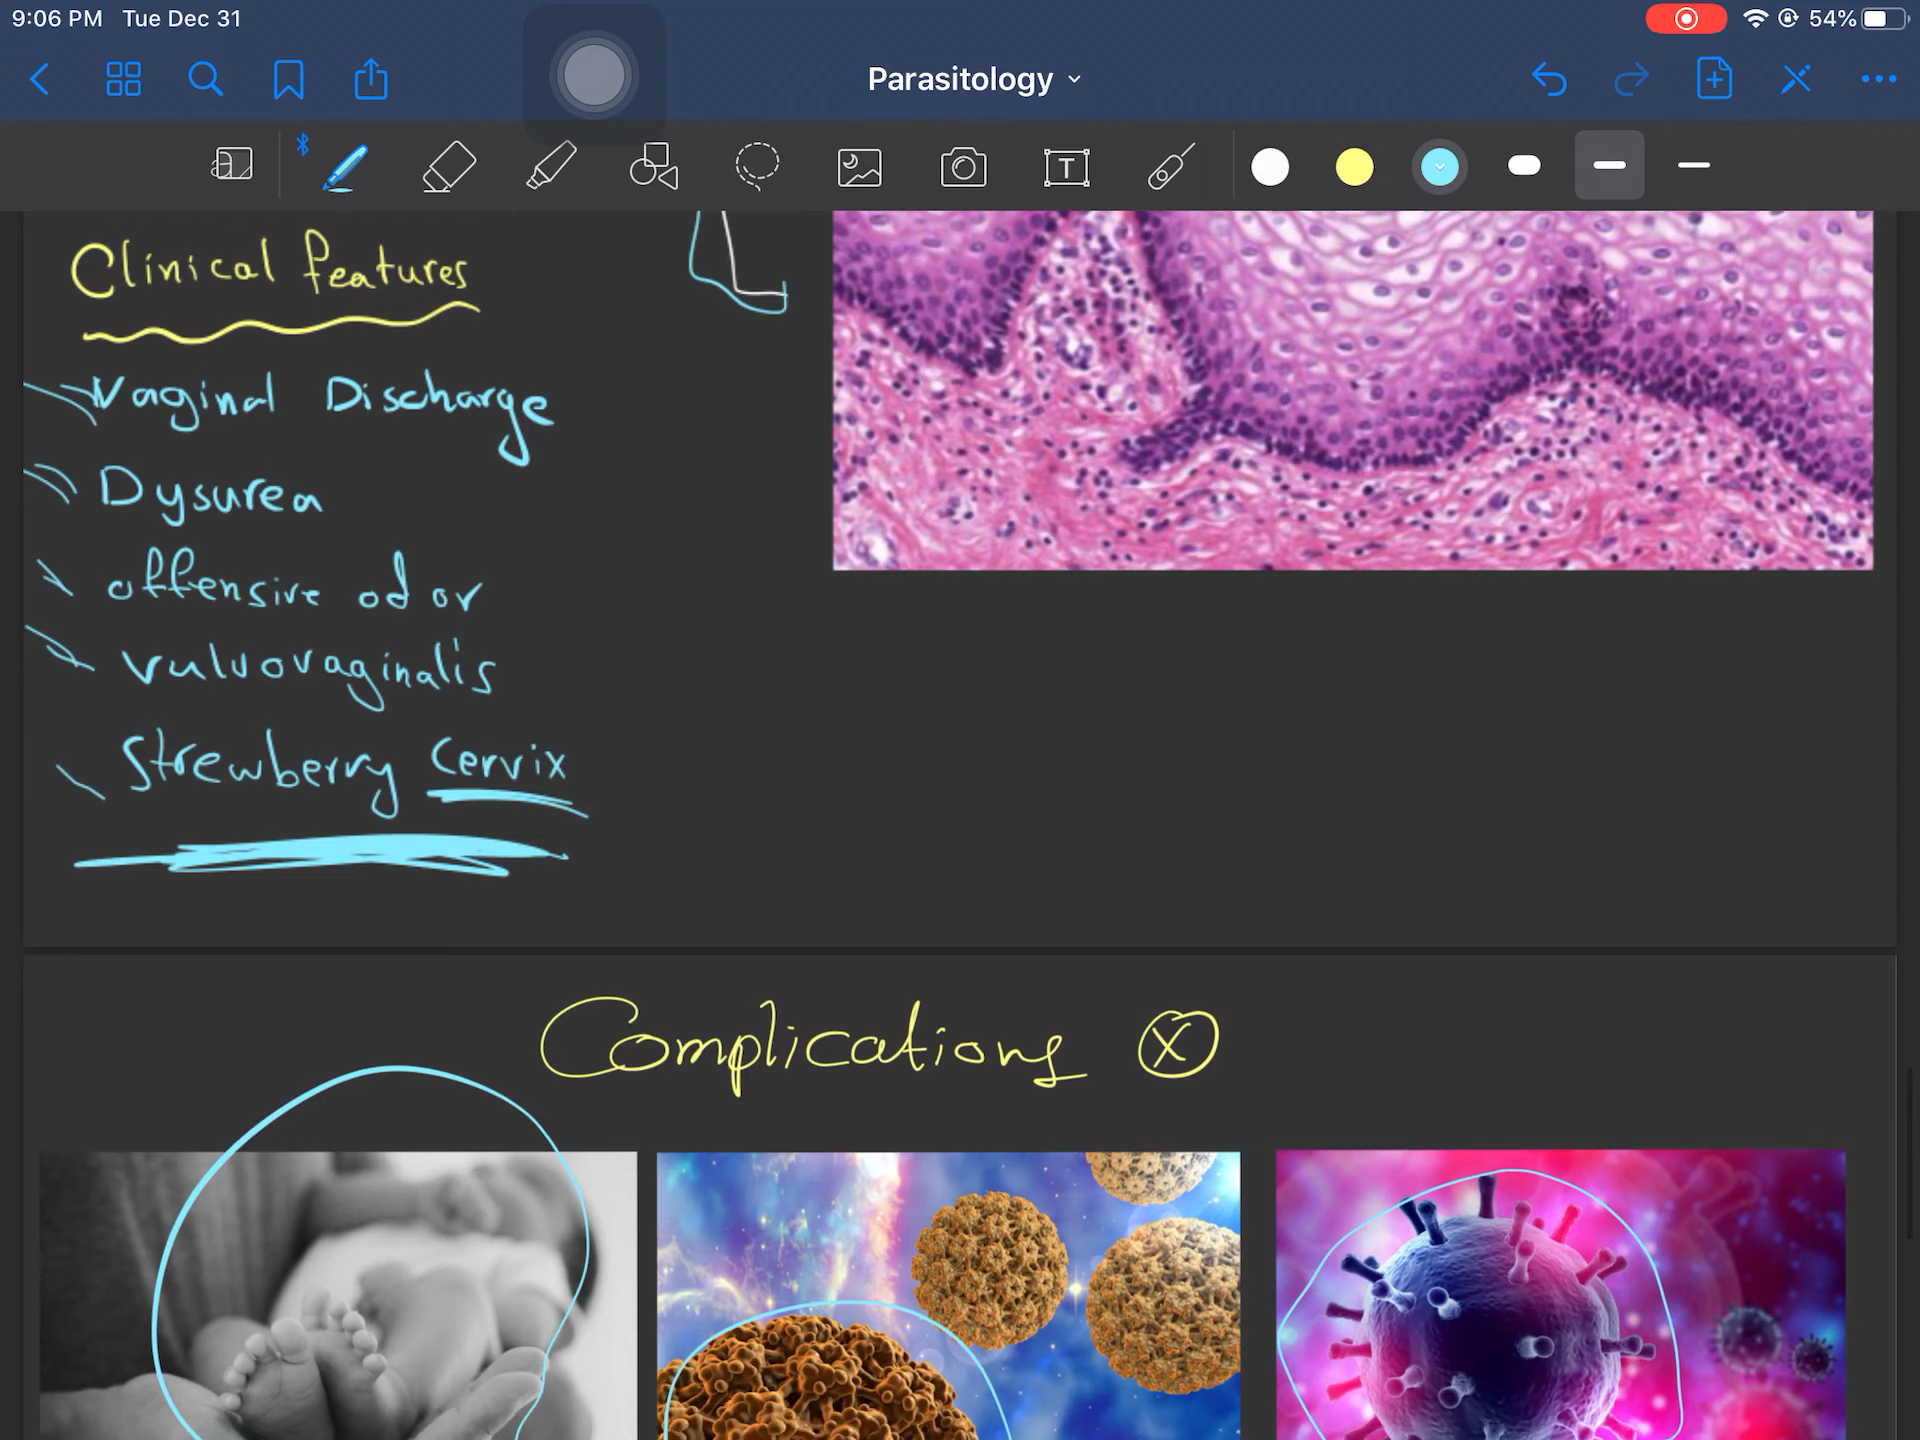 9:06 PM Tue Dec 31
54%
Parasitology
T
Clinical features
Vaginal Discharge
Dysurea
offensive odor
vulvovaginalis
Strewberry Cervix
Complications X